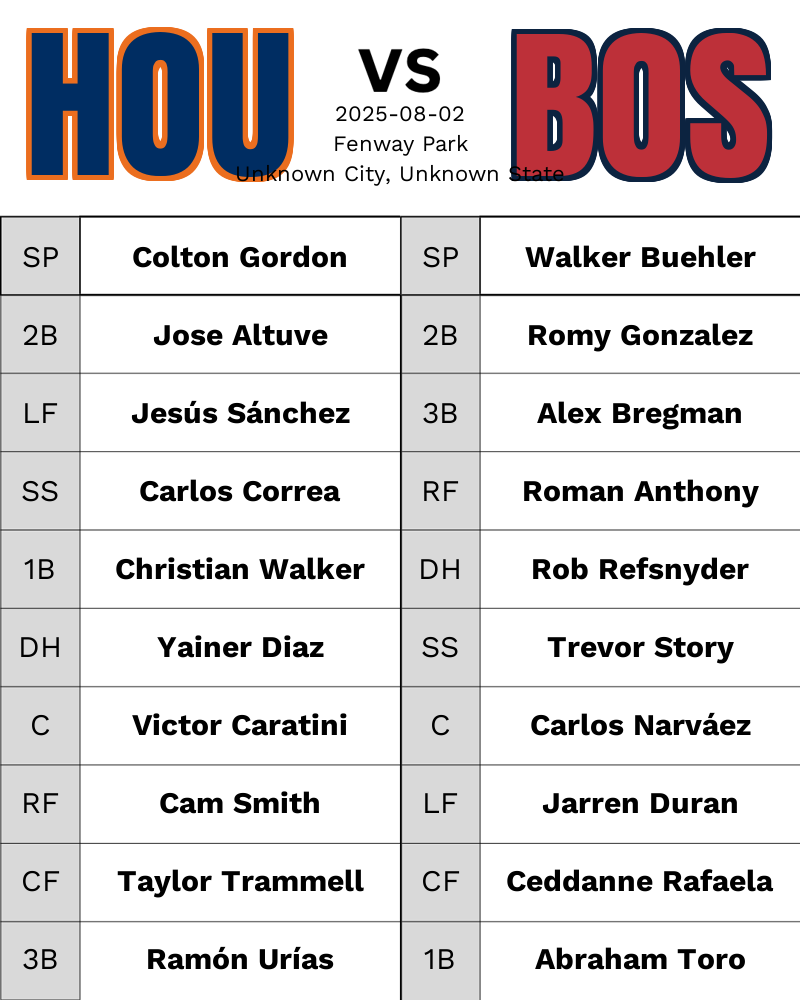 HOU VS BOS
2025-08-02
Fenway Park
Unknown City, Unknown State
SP Colton Gordon SP Walker Buehler
2B Jose Altuve 2B Romy Gonzalez
LF Jesús Sánchez 3B Alex Bregman
SS Carlos Correa RF Roman Anthony
1B Christian Walker DH Rob Refsnyder
DH Yainer Diaz SS Trevor Story
C Victor Caratini C Carlos Narváez
RF Cam Smith LF Jarren Duran
CF Taylor Trammell CF Ceddanne Rafaela
3B Ramón Urías 1B Abraham Toro